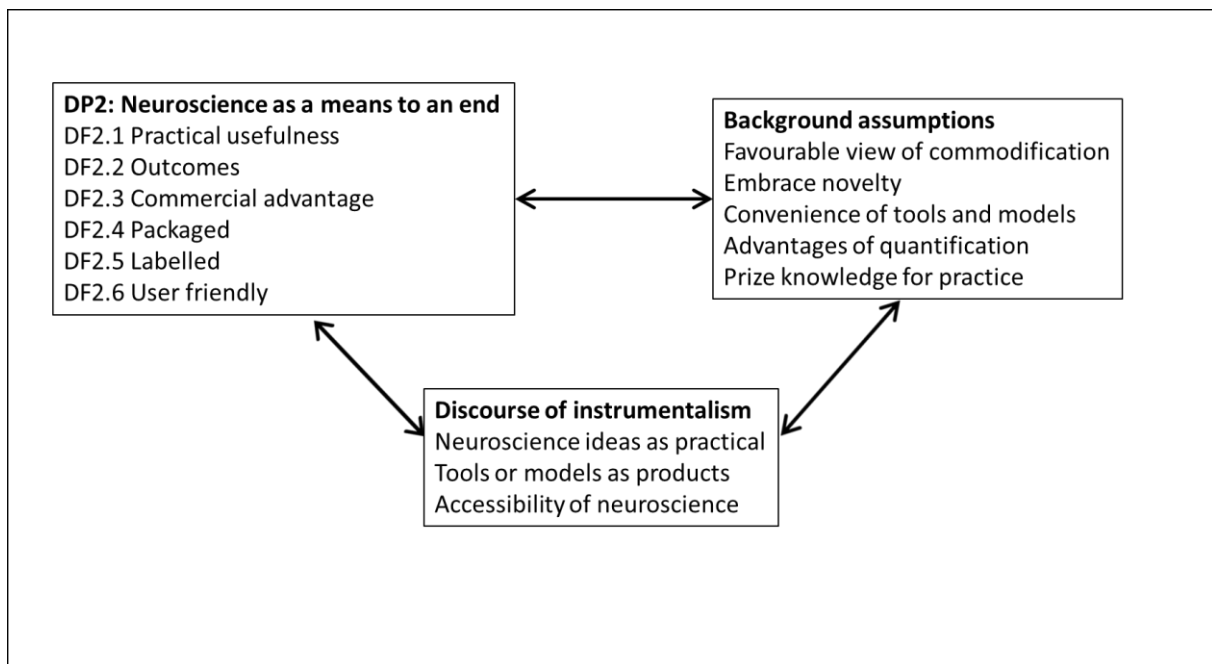 DP2: Neuroscience as a means to an end
DF2.1 Practical usefulness
DF2.2 Outcomes
DF2.3 Commercial advantage
DF2.4 Packaged
DF2.5 Labelled
DF2.6 User friendly
Background assumptions
Favourable view of commodification
Embrace novelty
Convenience of tools and models
Advantages of quantification
Prize knowledge for practice
Discourse of instrumentalism
Neuroscience ideas as practical
Tools or models as products
Accessibility of neuroscience